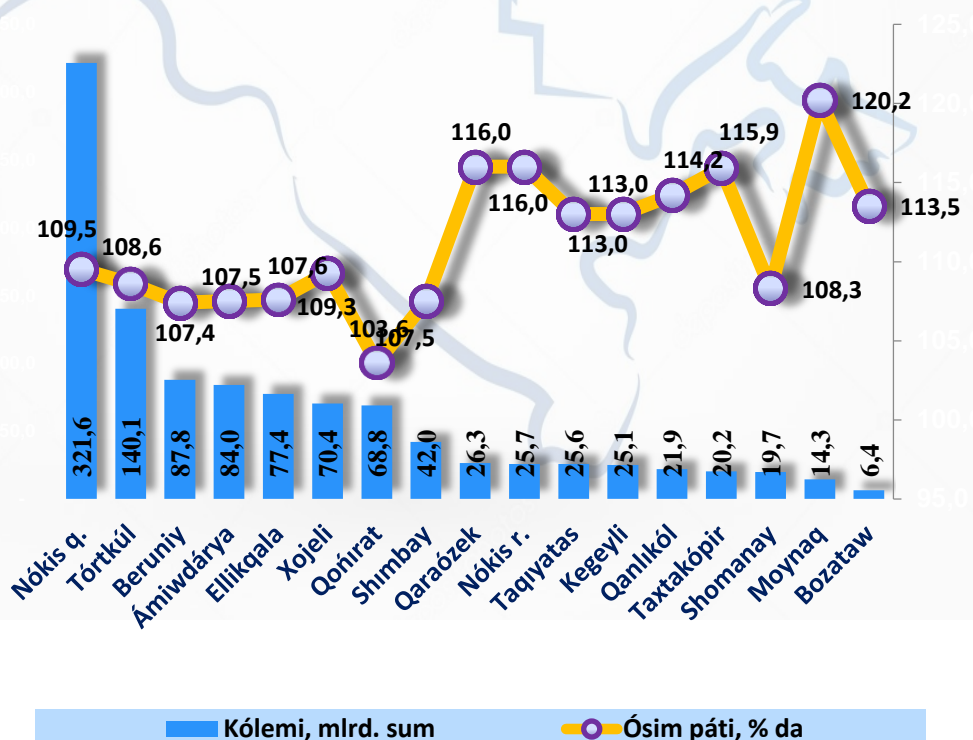 125,0
120,0
115,0
110,0
105,0
100,0
95,0
109,5
108,6
107,4
107,5
107,6
109,3
103,6
107,5
116,0
116,0
113,0
113,0
114,2
115,9
108,3
120,2
113,5
321,6
140,1
87,8
84,0
77,4
70,4
68,8
42,0
26,3
25,7
25,6
25,1
21,9
20,2
19,7
14,3
6,4
Nókis q.
Tórtkúl
Beruniy
Ámiwdárya
Ellikqala
Xojeli
Qońırat
Shımbay
Qaraózek
Nókis r.
Taqıyatas
Kegeyli
Qanlıkól
Taxtakópir
Shomanay
Moynaq
Bozataw
Kólemi, mlrd. sum
Ósim páti, % da